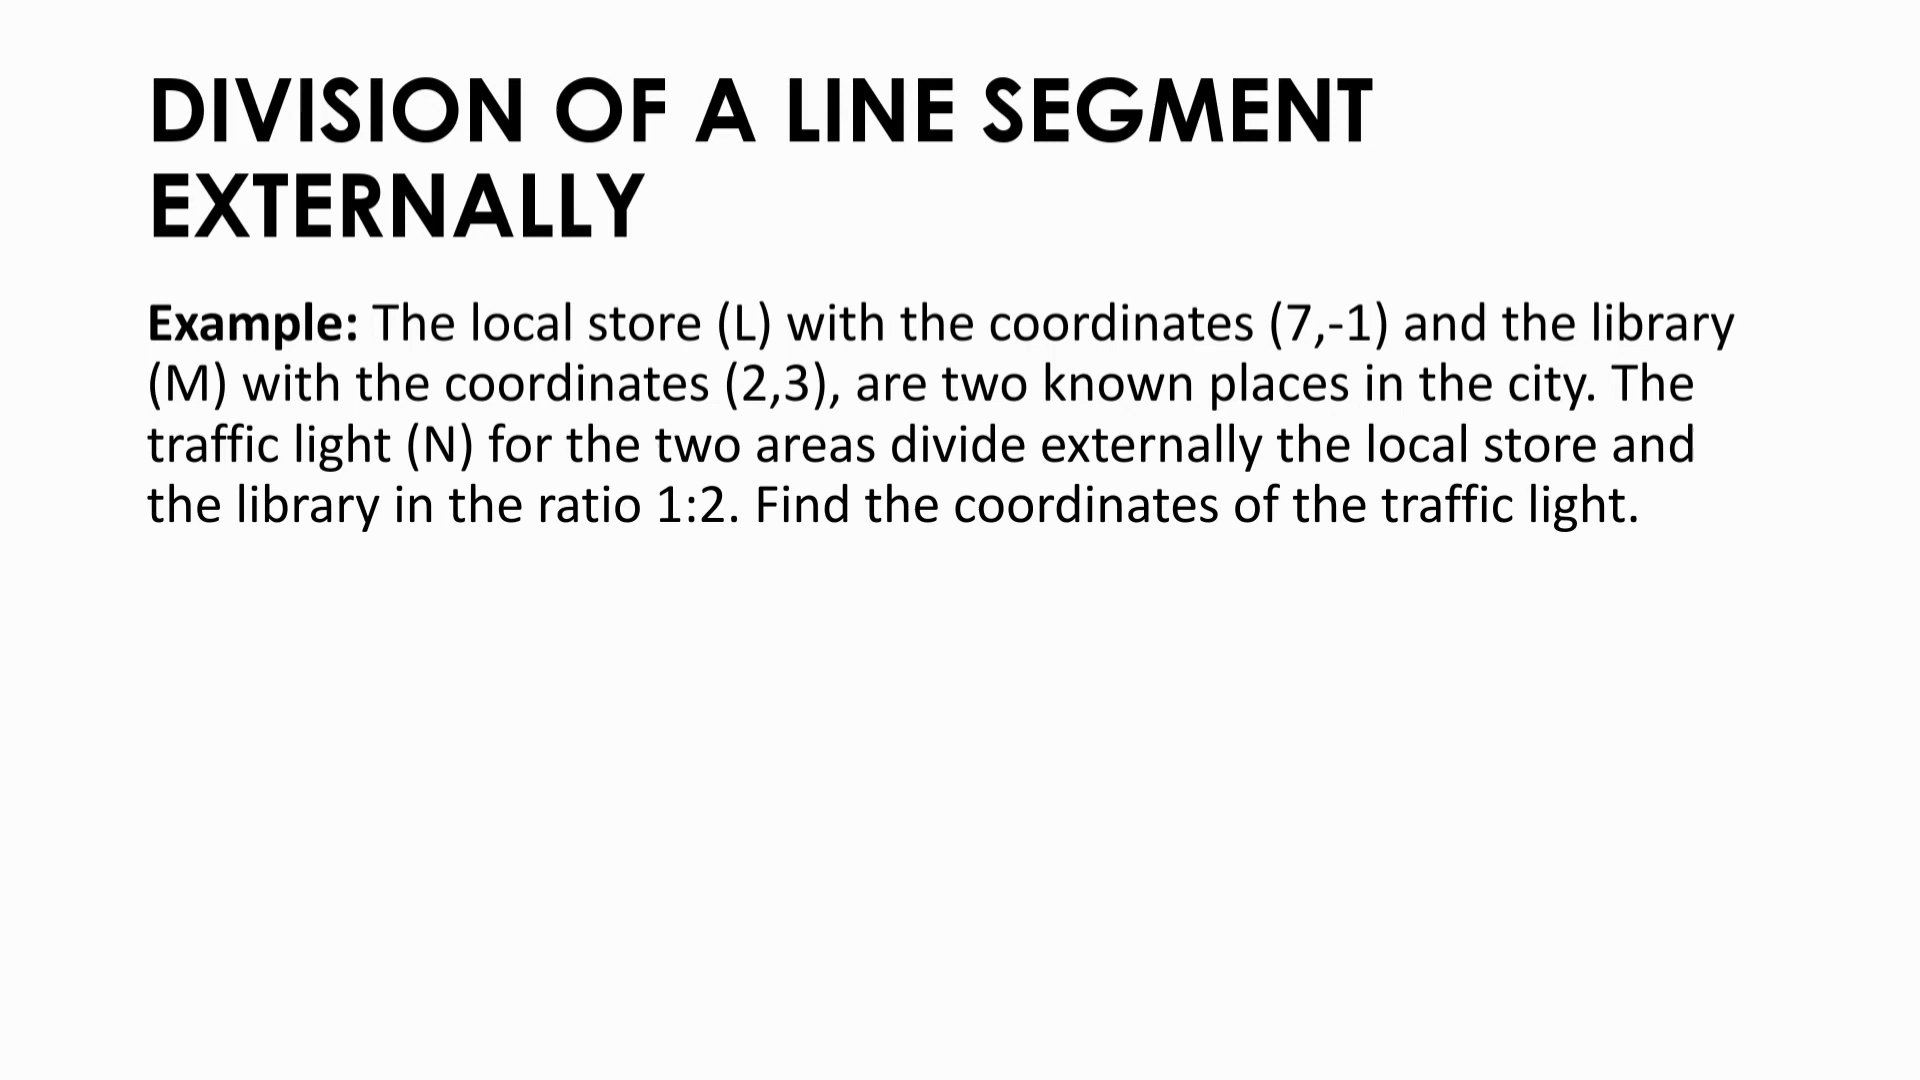 DIVISION OF A LINE SEGMENT
EXTERNALLY
Example: The local store (L) with the coordinates (7,-1) and the library
(M) with the coordinates (2,3), are two known places in the city. The
traffic light (N) for the two areas divide externally the local store and
the library in the ratio 1:2. Find the coordinates of the traffic light.